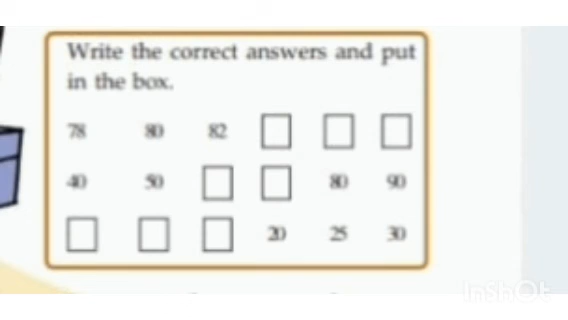 Write the correct answers and put
in the box.
78 80 82
40 50 80 90
20 25 30
InShOt